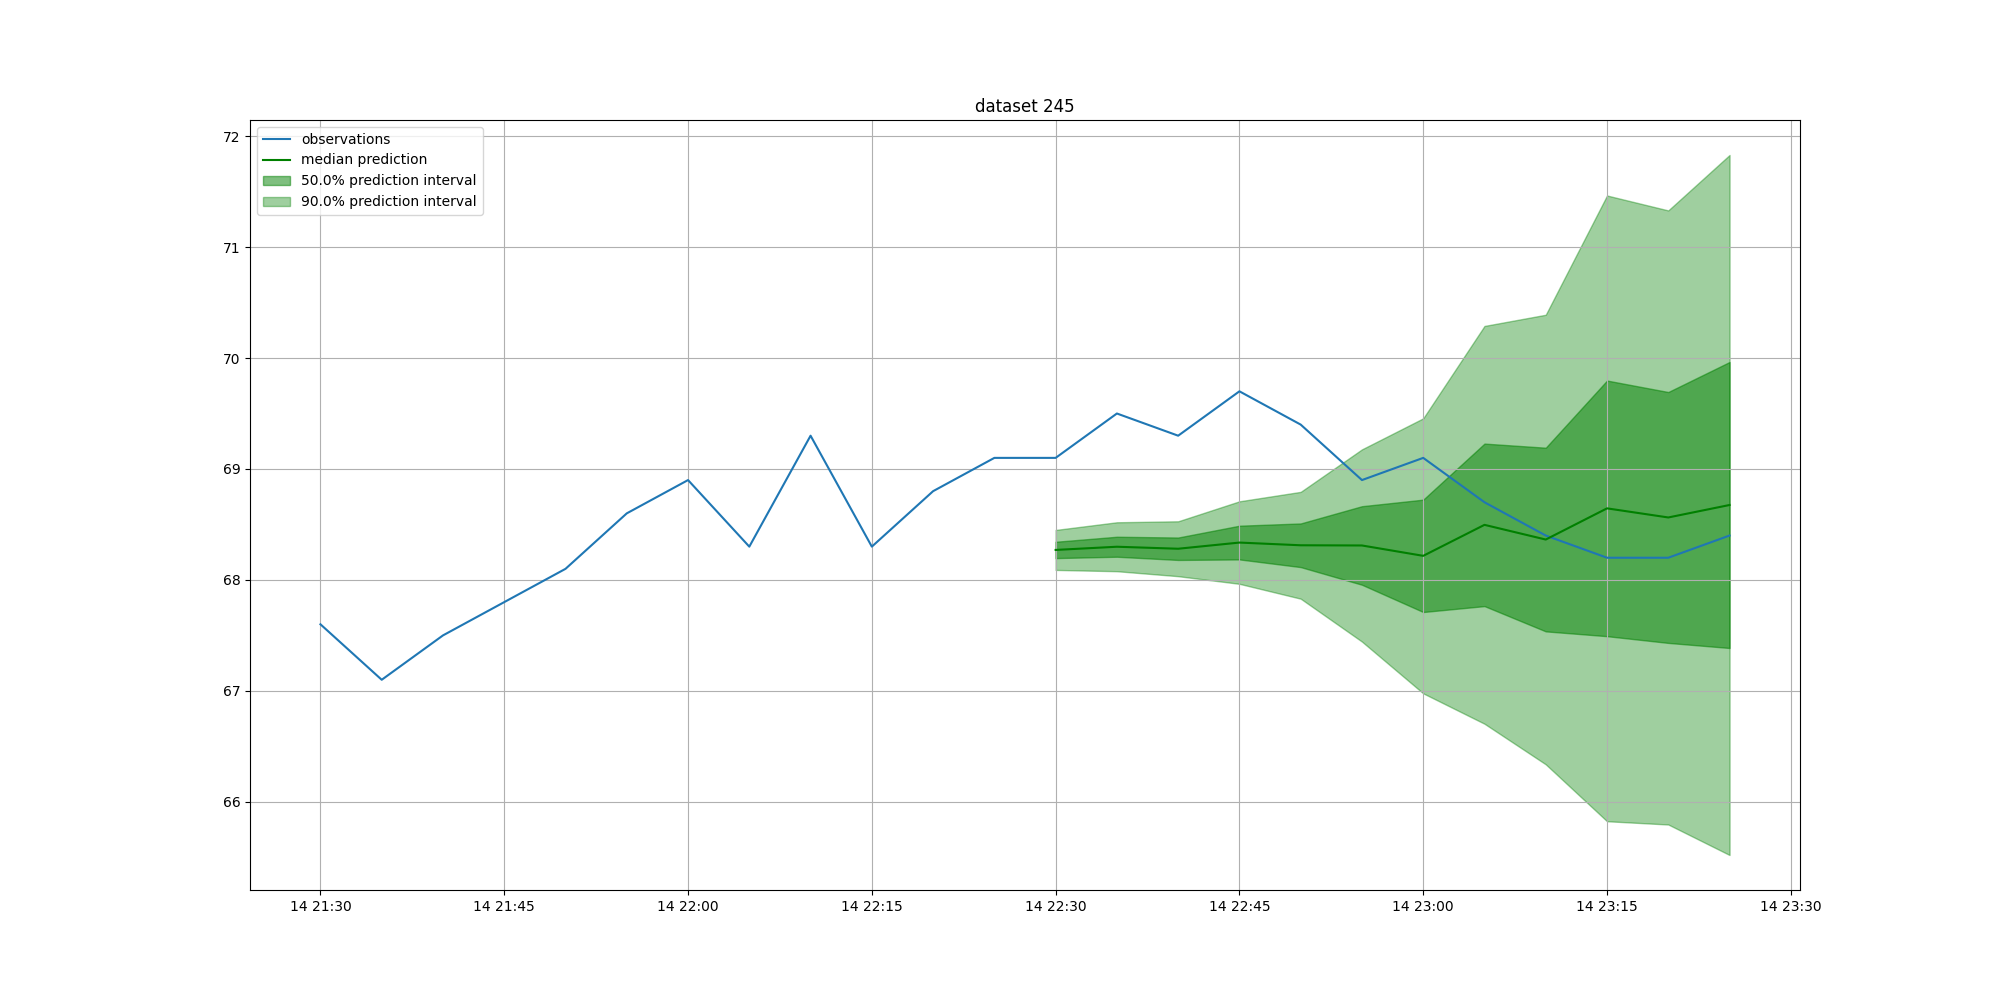 dataset 245
observations
median prediction
50.0% prediction interval
90.0% prediction interval
72
71
70
69
68
67
66
14 21:30 14 21:45 14 22:00 14 22:15 14 22:30 14 22:45 14 23:00 14 23:15 14 23:30